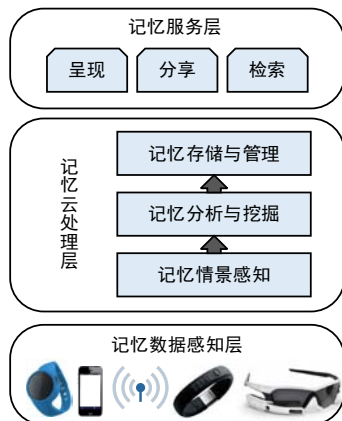 记忆服务层
呈现 分享 检索
记忆云处理层
记忆存储与管理
记忆分析与挖掘
记忆情景感知
记忆数据感知层